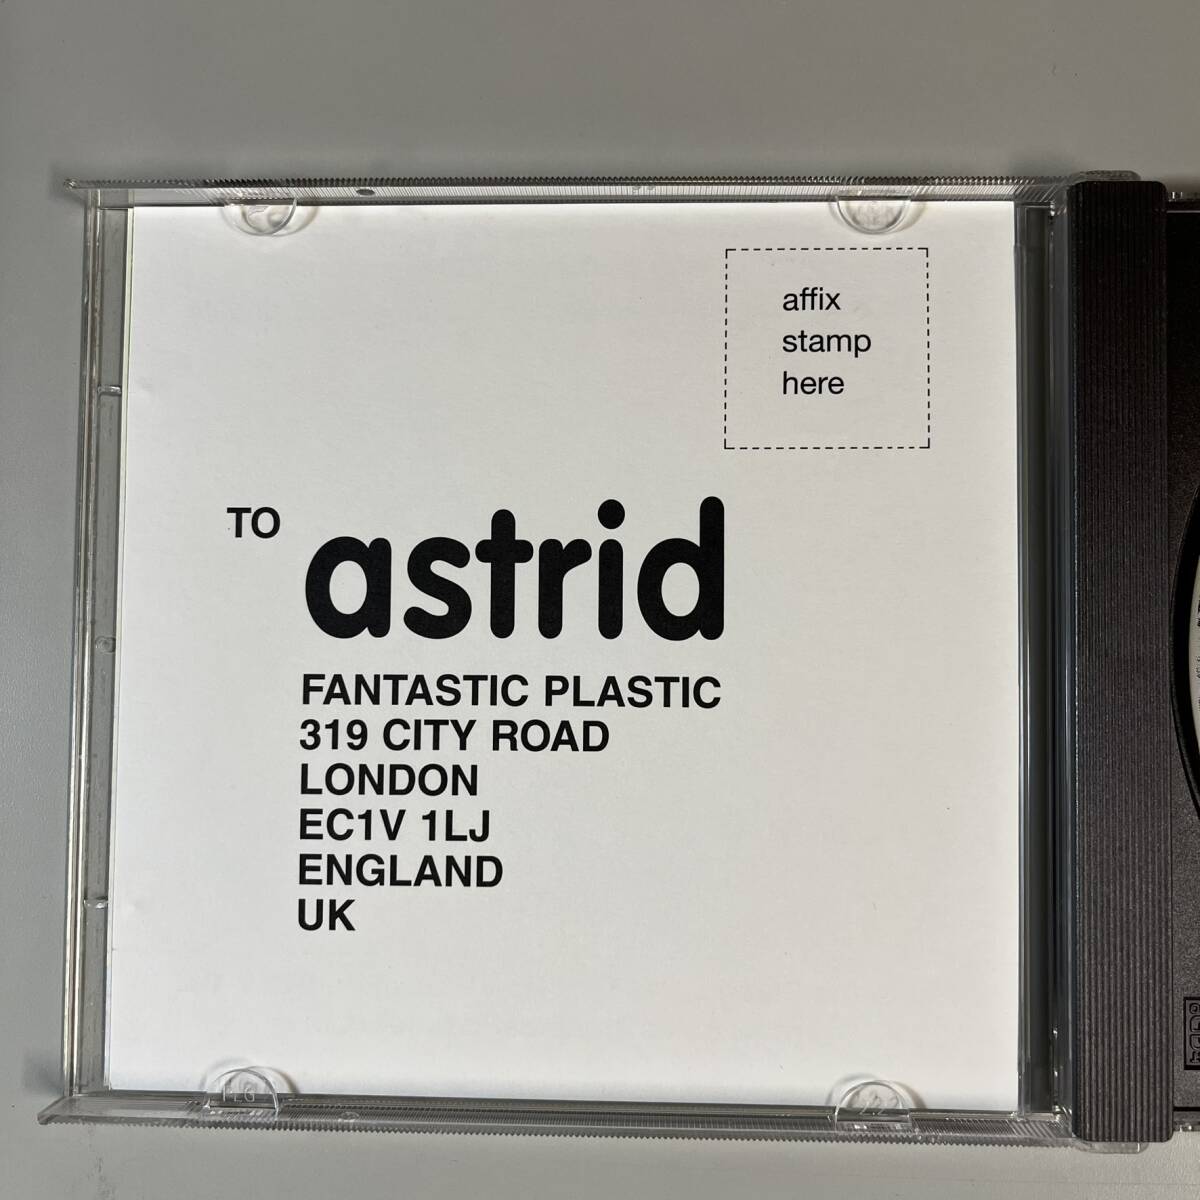 affix
stamp
here
TO astrid
FANTASTIC PLASTIC
319 CITY ROAD
LONDON
EC1V 1LJ
ENGLAND
UK